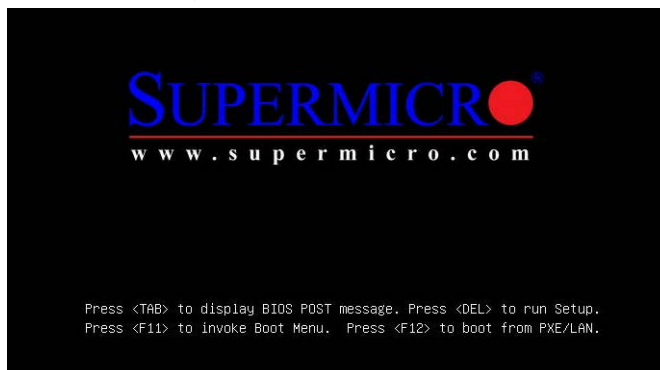 SUPERMICRO®
www.supermicro.com
Press <TAB> to display BIOS POST message. Press <DEL> to run Setup.
Press <F11> to invoke Boot Menu. Press <F12> to boot from PXE/LAN.